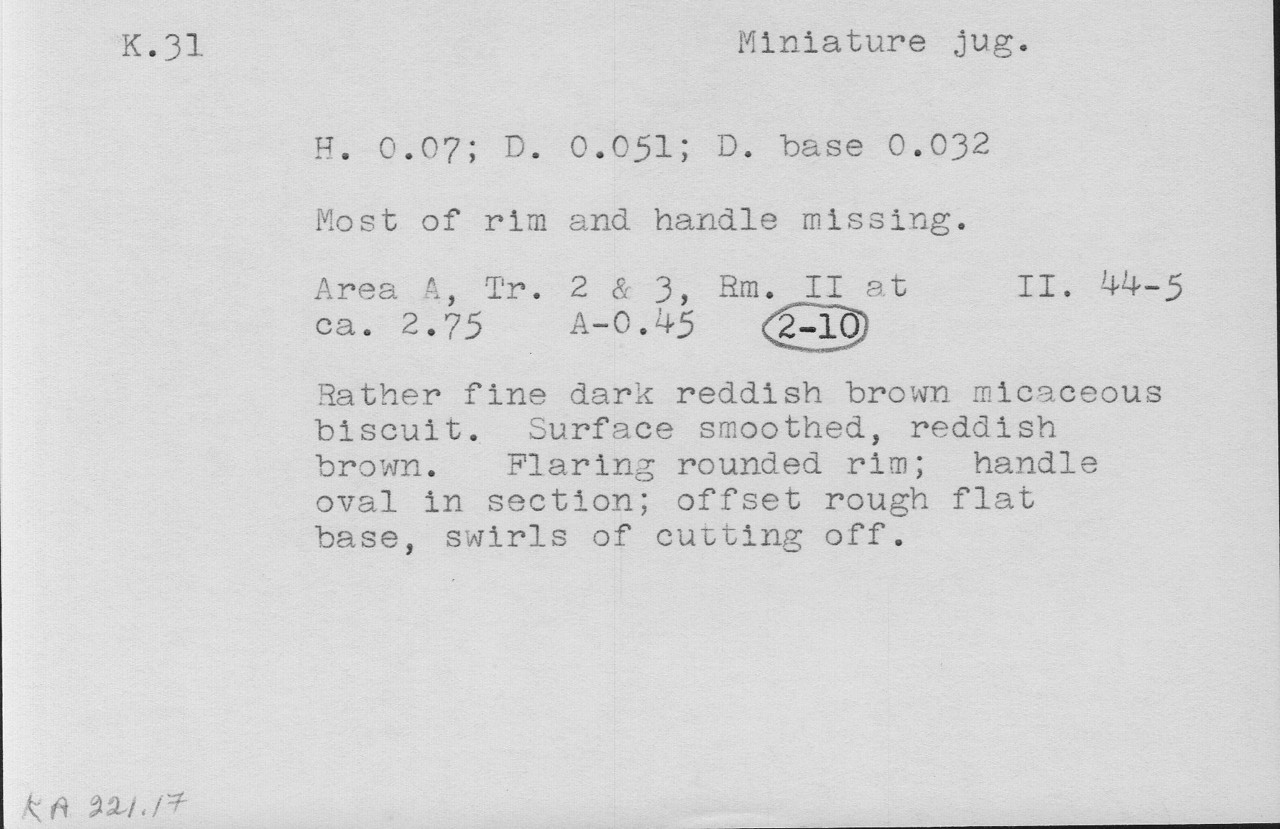 K.31 Miniature jug.
H. 0.07; D. 0.051; D. base 0.032
Most of rim and handle missing.
Area A, Tr. 2 & 3, Rm. II at II. 44-5
ca. 2.75 A-0.45 2-10
Rather fine dark reddish brown micaceous
biscuit. Surface smoothed, reddish
brown. Flaring rounded rim; handle
oval in section; offset rough flat
base, swirls of cutting off.
KA 221.17